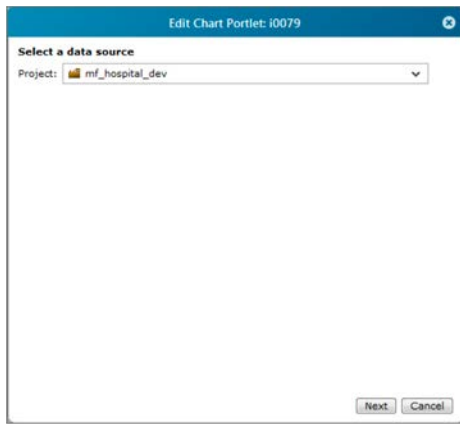 Edit Chart Portlet: i0079
Select a data source
Project: mf_hospital_dev
Next Cancel